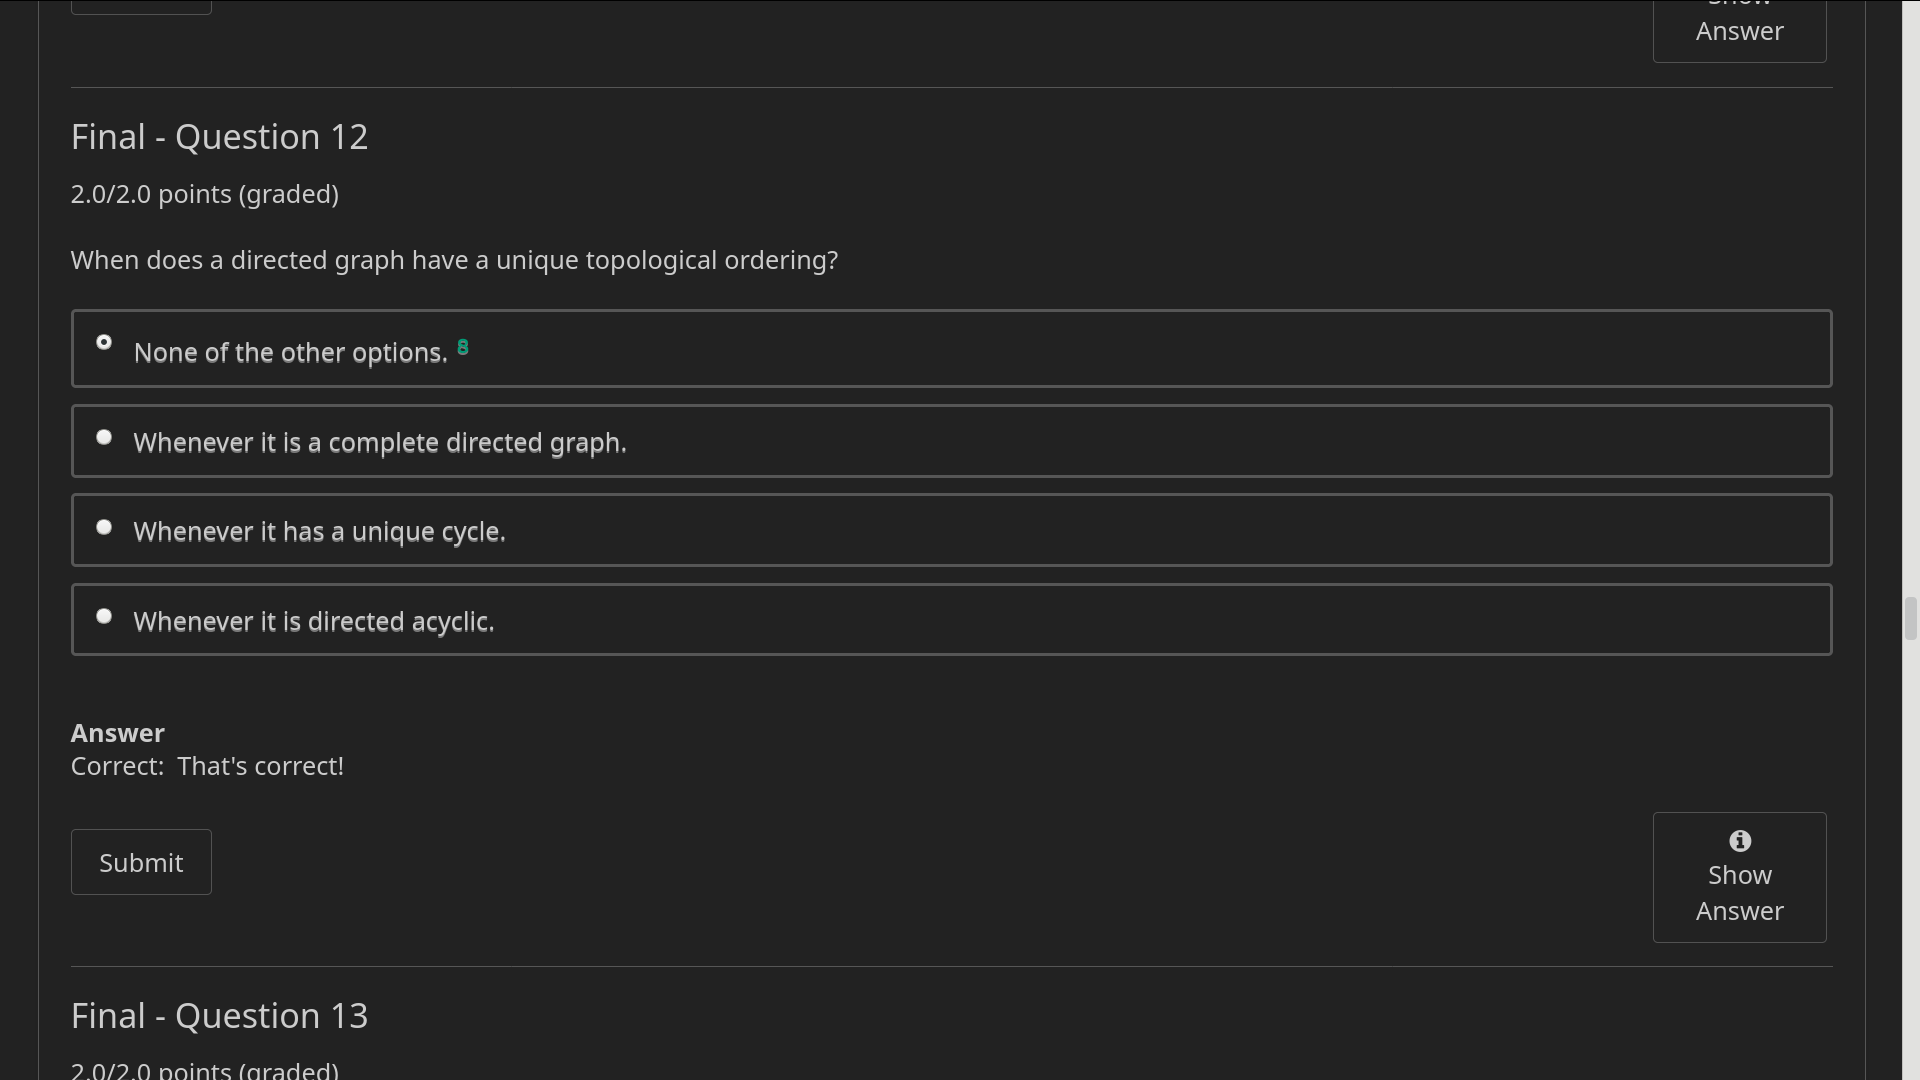 Answer
Final - Question 12
2.0/2.0 points (graded)
When does a directed graph have a unique topological ordering?
None of the other options.
Whenever it is a complete directed graph.
Whenever it has a unique cycle.
Whenever it is directed acyclic.
Answer
Correct: That's correct!
Submit
Show
Answer
Final - Question 13
2.0/2.0 points (graded)